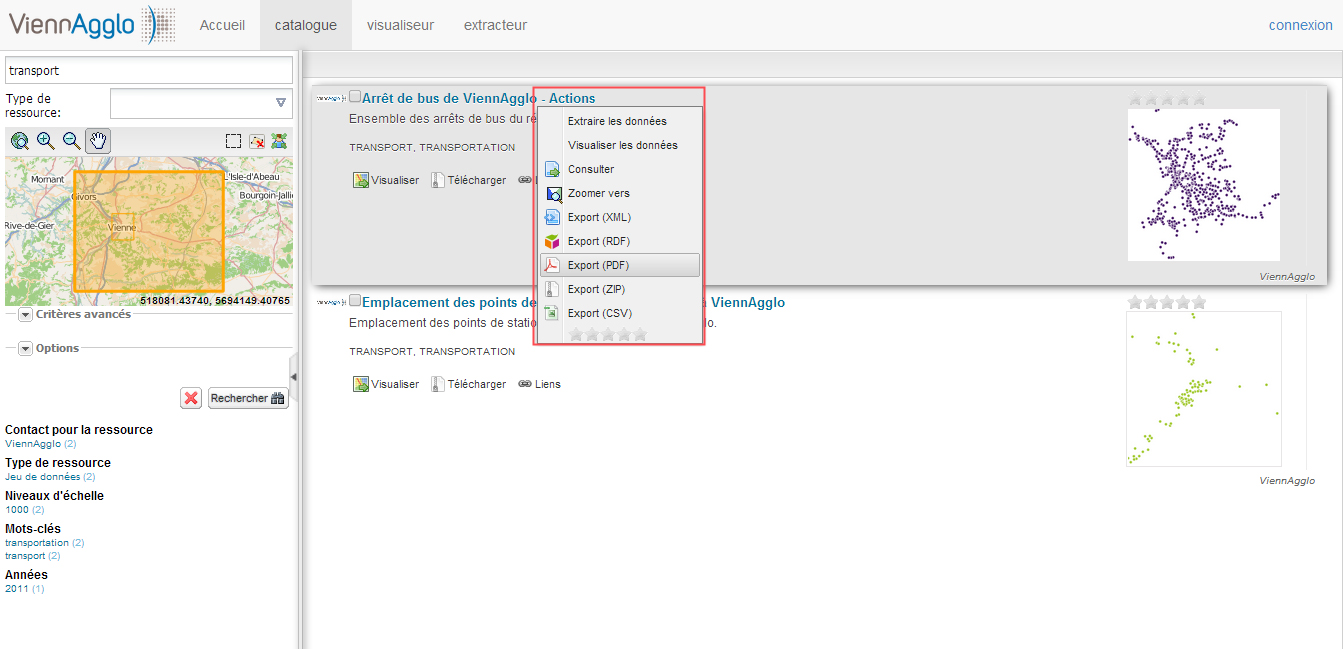 ViennAgglo Accueil catalogue visualiseur extracteur connexion
transport
Type de
ressource:
Mornant L'Isle-d'Abeau
Givors Bourgoin-Jalli
Rive-de-Gier Vienne
518081.43740, 5694149.40765
Critères avancés
Options
Rechercher
Contact pour la ressource
ViennAgglo (2)
Type de ressource
Jeu de données (2)
Niveaux d'échelle
1000 (2)
Mots-clés
transportation (2)
transport (2)
Années
2011 (1)
Arrêt de bus de ViennAgglo - Actions
Ensemble des arrêts de bus du ré
TRANSPORT, TRANSPORTATION
Visualiser Télécharger
Extraire les données
Visualiser les données
Consulter
Zoomer vers
Export (XML)
Export (RDF)
Export (PDF)
Export (ZIP)
Export (CSV)
ViennAgglo
Emplacement des points de à ViennAgglo
Emplacement des points de statio lo.
TRANSPORT, TRANSPORTATION
Visualiser Télécharger Liens
ViennAgglo